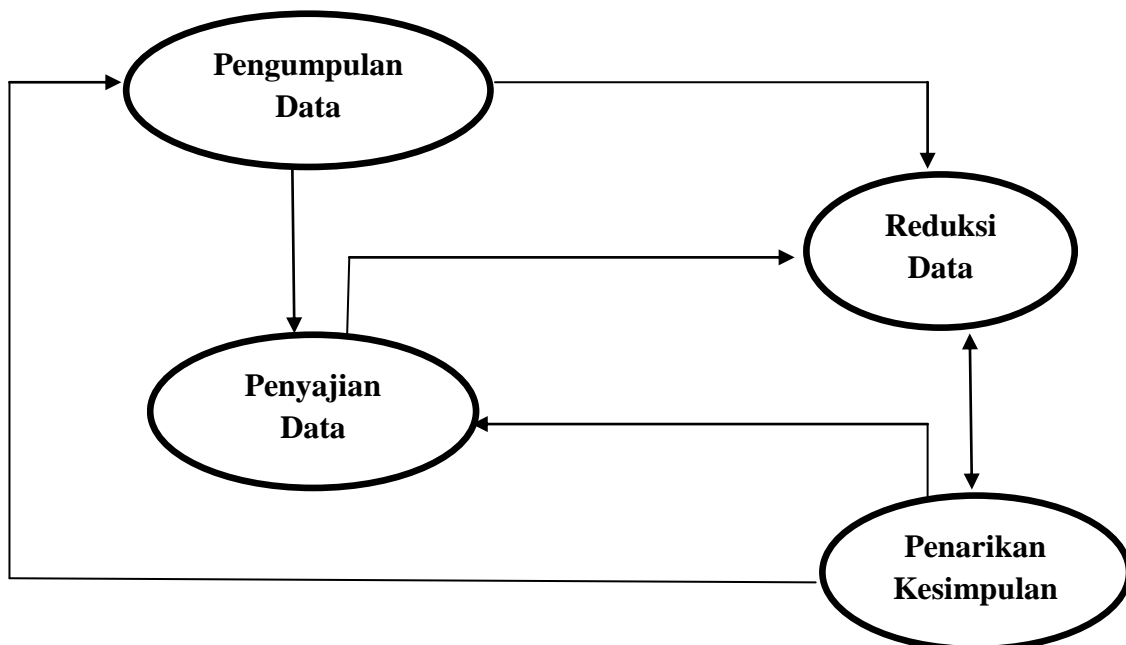 Pengumpulan
Data
Reduksi
Data
Penyajian
Data
Penarikan
Kesimpulan